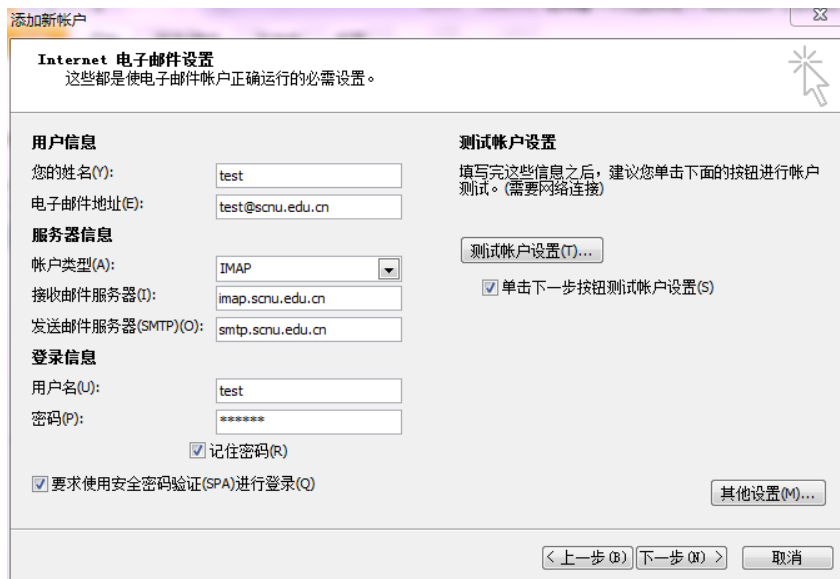 添加新帐户
Internet 电子邮件设置
这些都是使电子邮件帐户正确运行的必需设置。
用户信息
您的姓名(Y):
test
电子邮件地址(E):
test@scnu.edu.cn
服务器信息
帐户类型(A):
IMAP
接收邮件服务器(I):
imap.scnu.edu.cn
发送邮件服务器(SMTP)(O):
smtp.scnu.edu.cn
登录信息
用户名(U):
test
密码(P):
******
记住密码(R)
要求使用安全密码验证(SPA)进行登录(Q)
测试帐户设置
填写完这些信息之后，建议您单击下面的按钮进行帐户
测试。(需要网络连接)
测试帐户设置(T)...
单击下一步按钮测试帐户设置(S)
其他设置(M)...
< 上一步(B)
下一步(N) >
取消